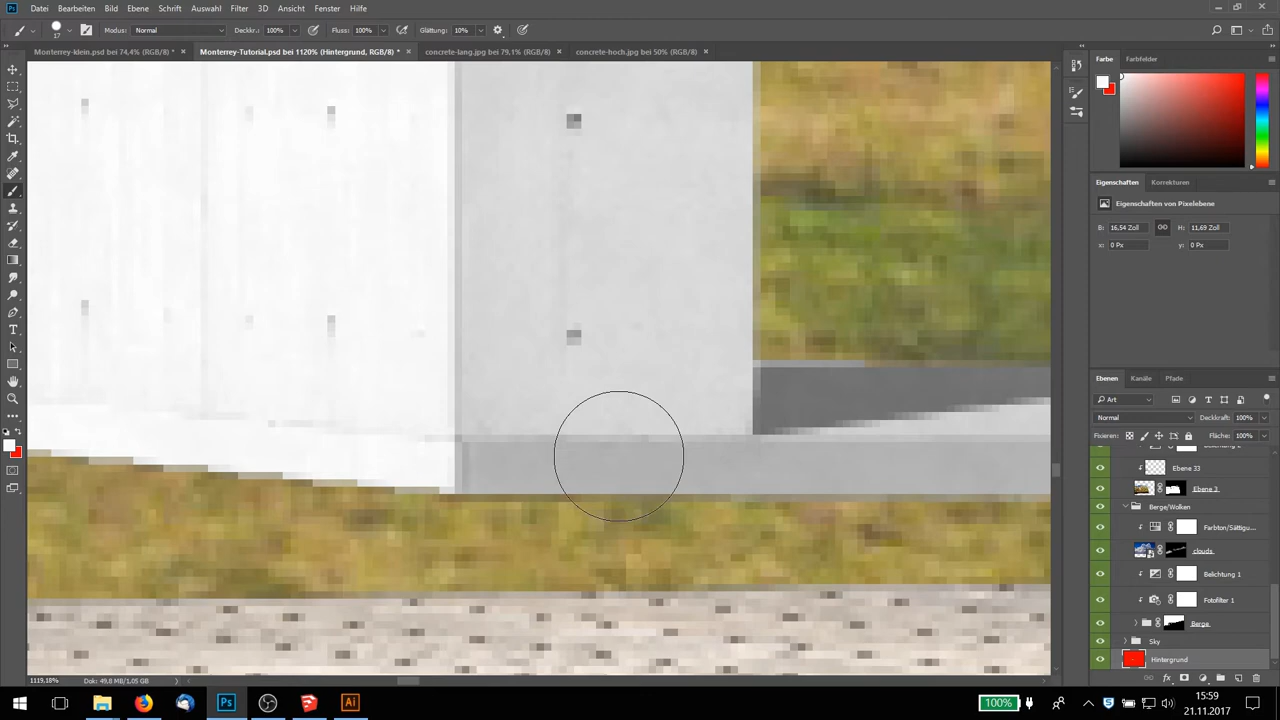 Datei Bearbeiten Bild Ebene Schrift Auswahl Filter 3D Ansicht Fenster Hilfe
17 Modus: Normal Deckkr.: 100% Fluss: 100% Glättung: 10%
Monterrey-klein.psd bei 74,4% (RGB/8) * Monterrey-Tutorial.psd bei 1120% (Hintergrund, RGB/8) * concrete-lang.jpg bei 79,1% (RGB/8) concrete-hoch.jpg bei 50% (RGB/8)
Farbe Farbfelder
Eigenschaften Korrekturen
Eigenschaften von Pixelebene
B: 16,54 Zoll H: 11,69 Zoll
x: 0 Px y: 0 Px
Ebenen Kanäle Pfade
Art
Normal Deckkraft: 100%
Fixieren: Fläche: 100%
Ebene 33
Ebene 3
Berge/Wolken
Farbton/Sättigu...
clouds
Belichtung 1
Fotofilter 1
Berge
Sky
Hintergrund
1119,18% Dok: 49,8 MB/1,05 GB
100% 15:59
21.11.2017